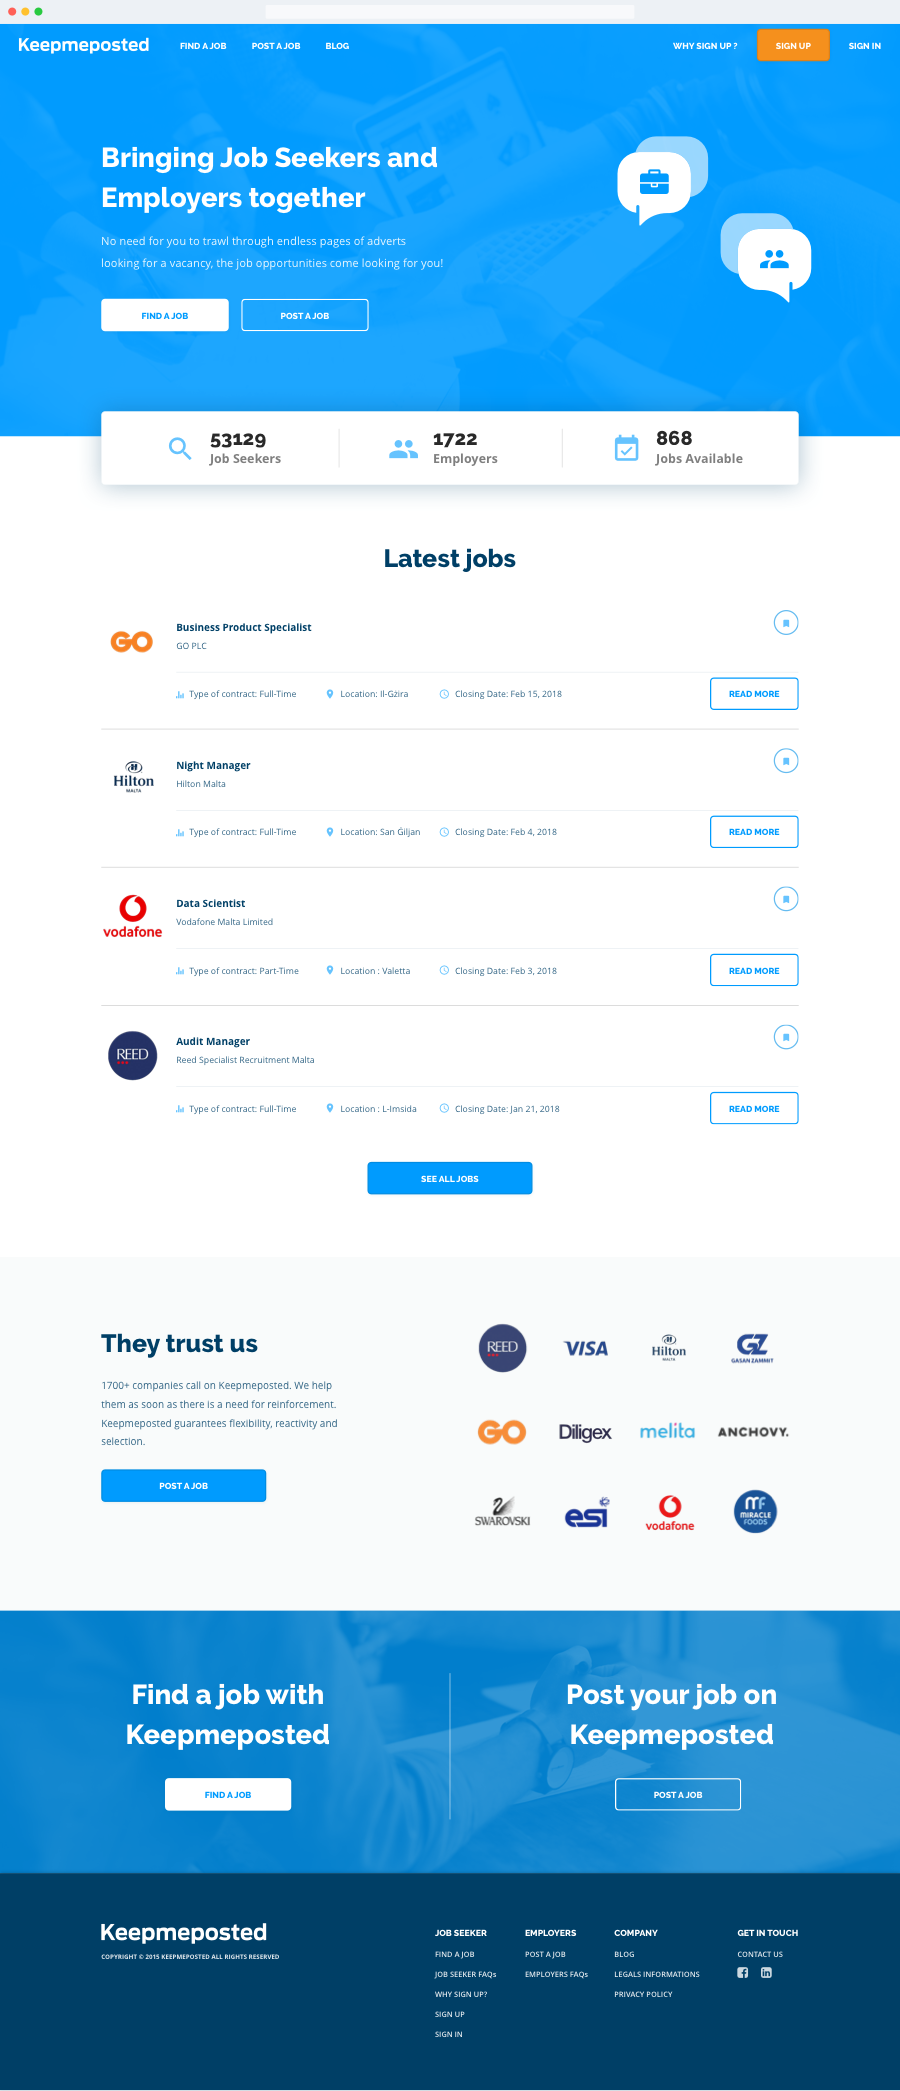 Keepmeposted
FIND A JOB
POST A JOB
BLOG
WHY SIGN UP ?
SIGN UP
SIGN IN
Bringing Job Seekers and
Employers together
No need for you to trawl through endless pages of adverts
looking for a vacancy, the job opportunities come looking for you!
FIND A JOB
POST A JOB
53129
Job Seekers
1722
Employers
868
Jobs Available
Latest jobs
GO
Business Product Specialist
GO PLC
Type of contract: Full-Time
Location: Il-Gżira
Closing Date: Feb 15, 2018
READ MORE
Hilton
MALTA
Night Manager
Hilton Malta
Type of contract: Full-Time
Location: San Ġiljan
Closing Date: Feb 4, 2018
READ MORE
vodafone
Data Scientist
Vodafone Malta Limited
Type of contract: Part-Time
Location : Valetta
Closing Date: Feb 3, 2018
READ MORE
REED
Audit Manager
Reed Specialist Recruitment Malta
Type of contract: Full-Time
Location : L-Imsida
Closing Date: Jan 21, 2018
READ MORE
SEE ALL JOBS
They trust us
1700+ companies call on Keepmeposted. We help
them as soon as there is a need for reinforcement.
Keepmeposted guarantees flexibility, reactivity and
selection.
POST A JOB
REED
VISA
Hilton
MALTA
GZ
GASAN ZAMMIT
GO
Diligex
melita
ANCHOVY.
SWAROVSKI
esi
vodafone
MF
MIRACLE
FOODS
Find a job with
Keepmeposted
FIND A JOB
Post your job on
Keepmeposted
POST A JOB
Keepmeposted
COPYRIGHT © 2015 KEEPMEPOSTED ALL RIGHTS RESERVED
JOB SEEKER
FIND A JOB
JOB SEEKER FAQs
WHY SIGN UP?
SIGN UP
SIGN IN
EMPLOYERS
POST A JOB
EMPLOYERS FAQs
COMPANY
BLOG
LEGALS INFORMATIONS
PRIVACY POLICY
GET IN TOUCH
CONTACT US